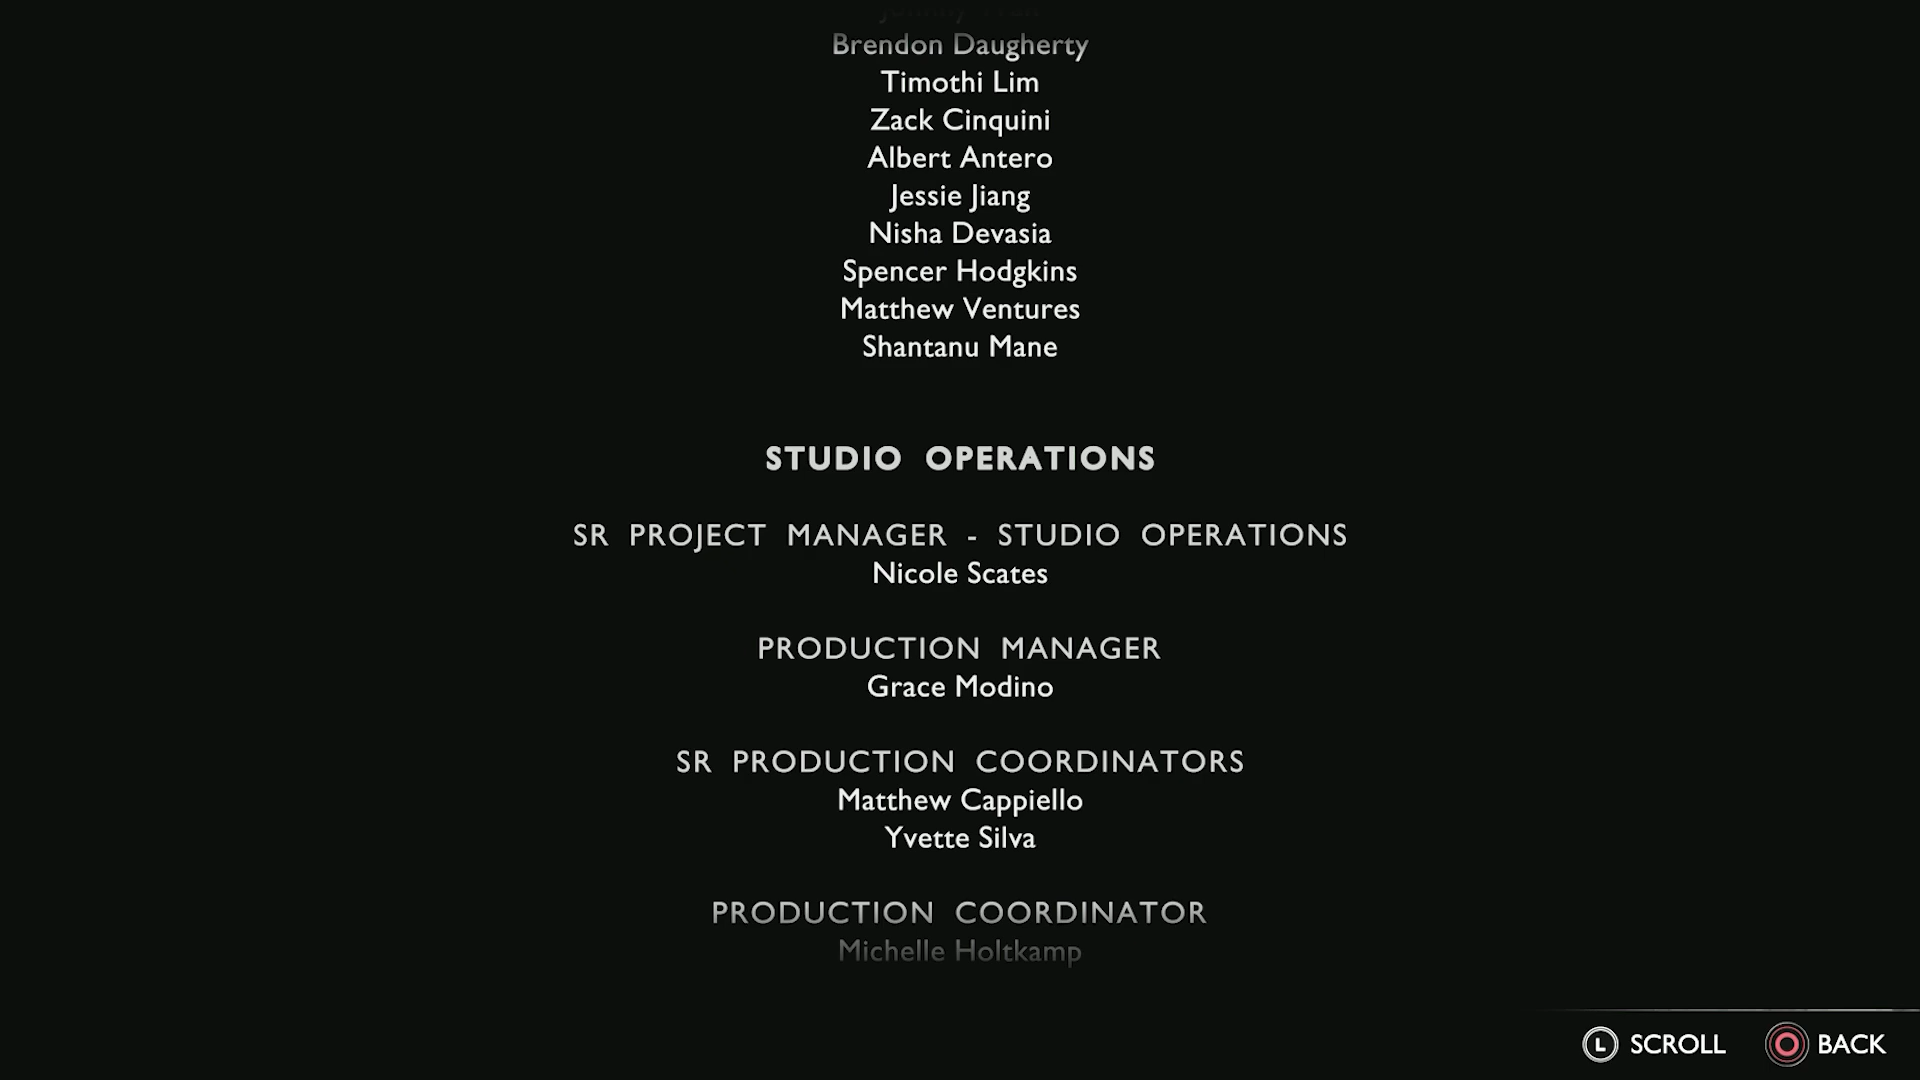 Brendon Daugherty
Timothi Lim
Zack Cinquini
Albert Antero
Jessie Jiang
Nisha Devasia
Spencer Hodgkins
Matthew Ventures
Shantanu Mane
STUDIO OPERATIONS
SR PROJECT MANAGER - STUDIO OPERATIONS
Nicole Scates
PRODUCTION MANAGER
Grace Modino
SR PRODUCTION COORDINATORS
Matthew Cappiello
Yvette Silva
PRODUCTION COORDINATOR
Michelle Holtkamp
L SCROLL
BACK